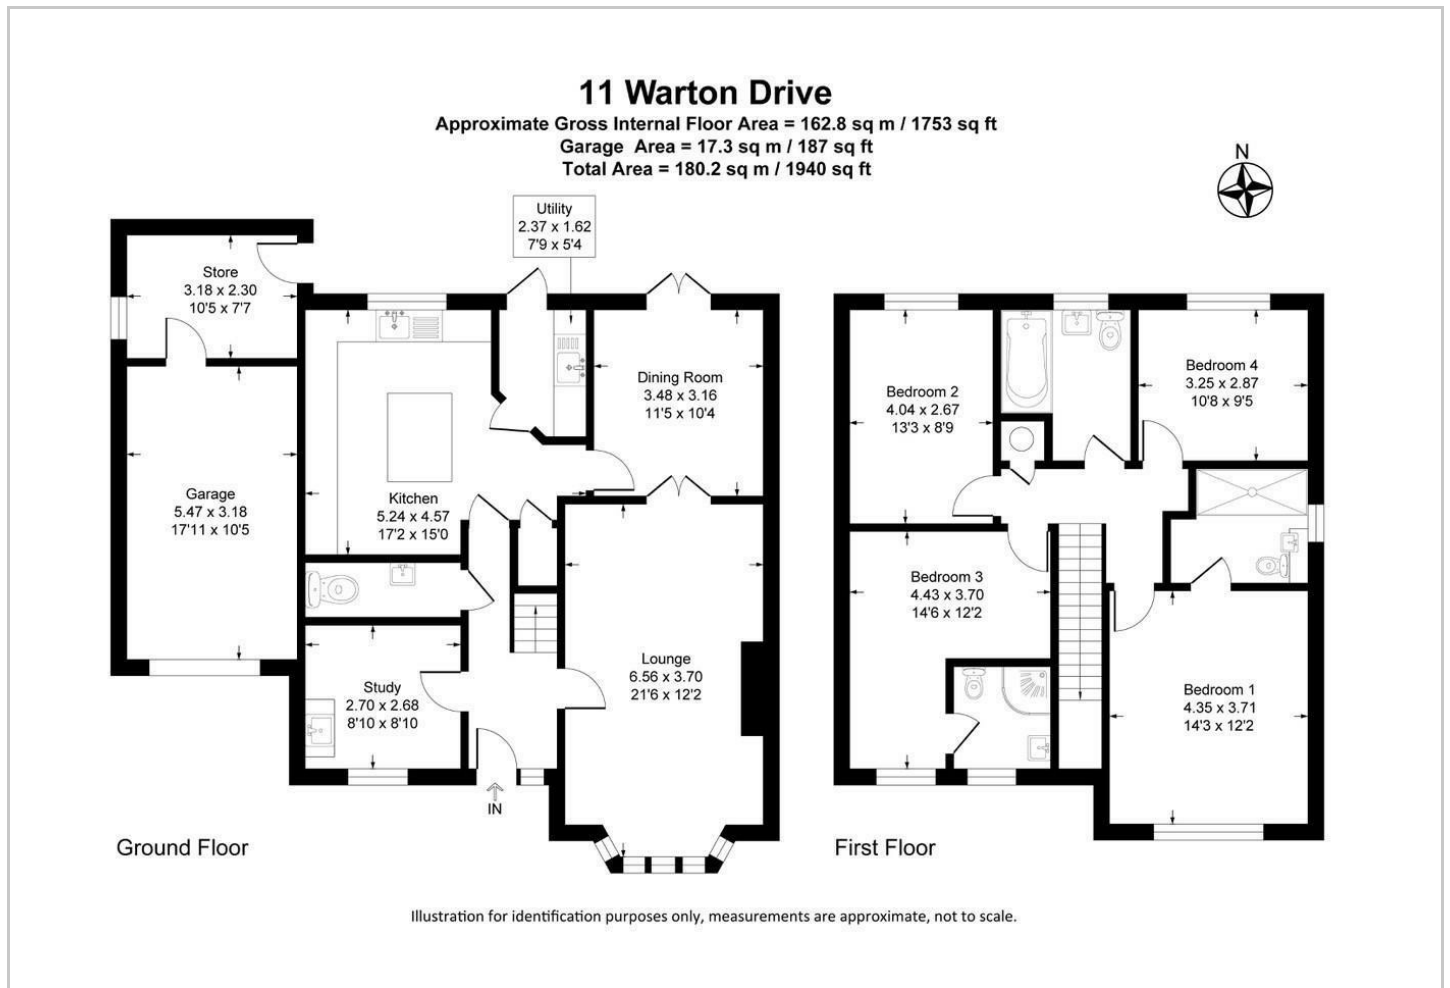 11 Warton Drive
Approximate Gross Internal Floor Area = 162.8 sq m / 1753 sq ft
Garage Area = 17.3 sq m / 187 sq ft
Total Area = 180.2 sq m / 1940 sq ft
N
Utility
2.37 x 1.62
7'9 x 5'4
Store
3.18 x 2.30
10'5 x 7'7
Dining Room
3.48 x 3.16
11'5 x 10'4
Kitchen
5.24 x 4.57
17'2 x 15'0
Garage
5.47 x 3.18
17'11 x 10'5
Lounge
6.56 x 3.70
21'6 x 12'2
Study
2.70 x 2.68
8'10 x 8'10
IN
Ground Floor
Bedroom 2
4.04 x 2.67
13'3 x 8'9
Bedroom 4
3.25 x 2.87
10'8 x 9'5
Bedroom 3
4.43 x 3.70
14'6 x 12'2
Bedroom 1
4.35 x 3.71
14'3 x 12'2
First Floor
Illustration for identification purposes only, measurements are approximate, not to scale.